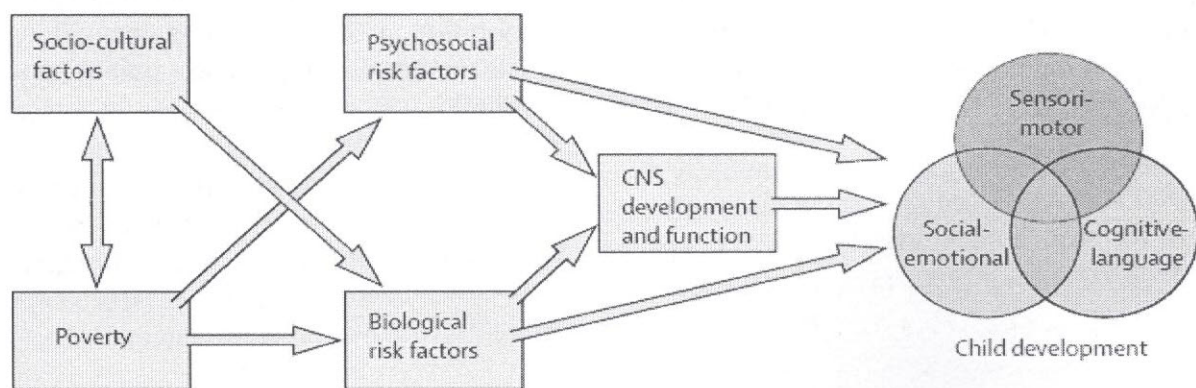 Socio-cultural
factors
Psychosocial
risk factors
Sensori-
motor
CNS
development
and function
Social-
emotional
Cognitive-
language
Poverty
Biological
risk factors
Child development